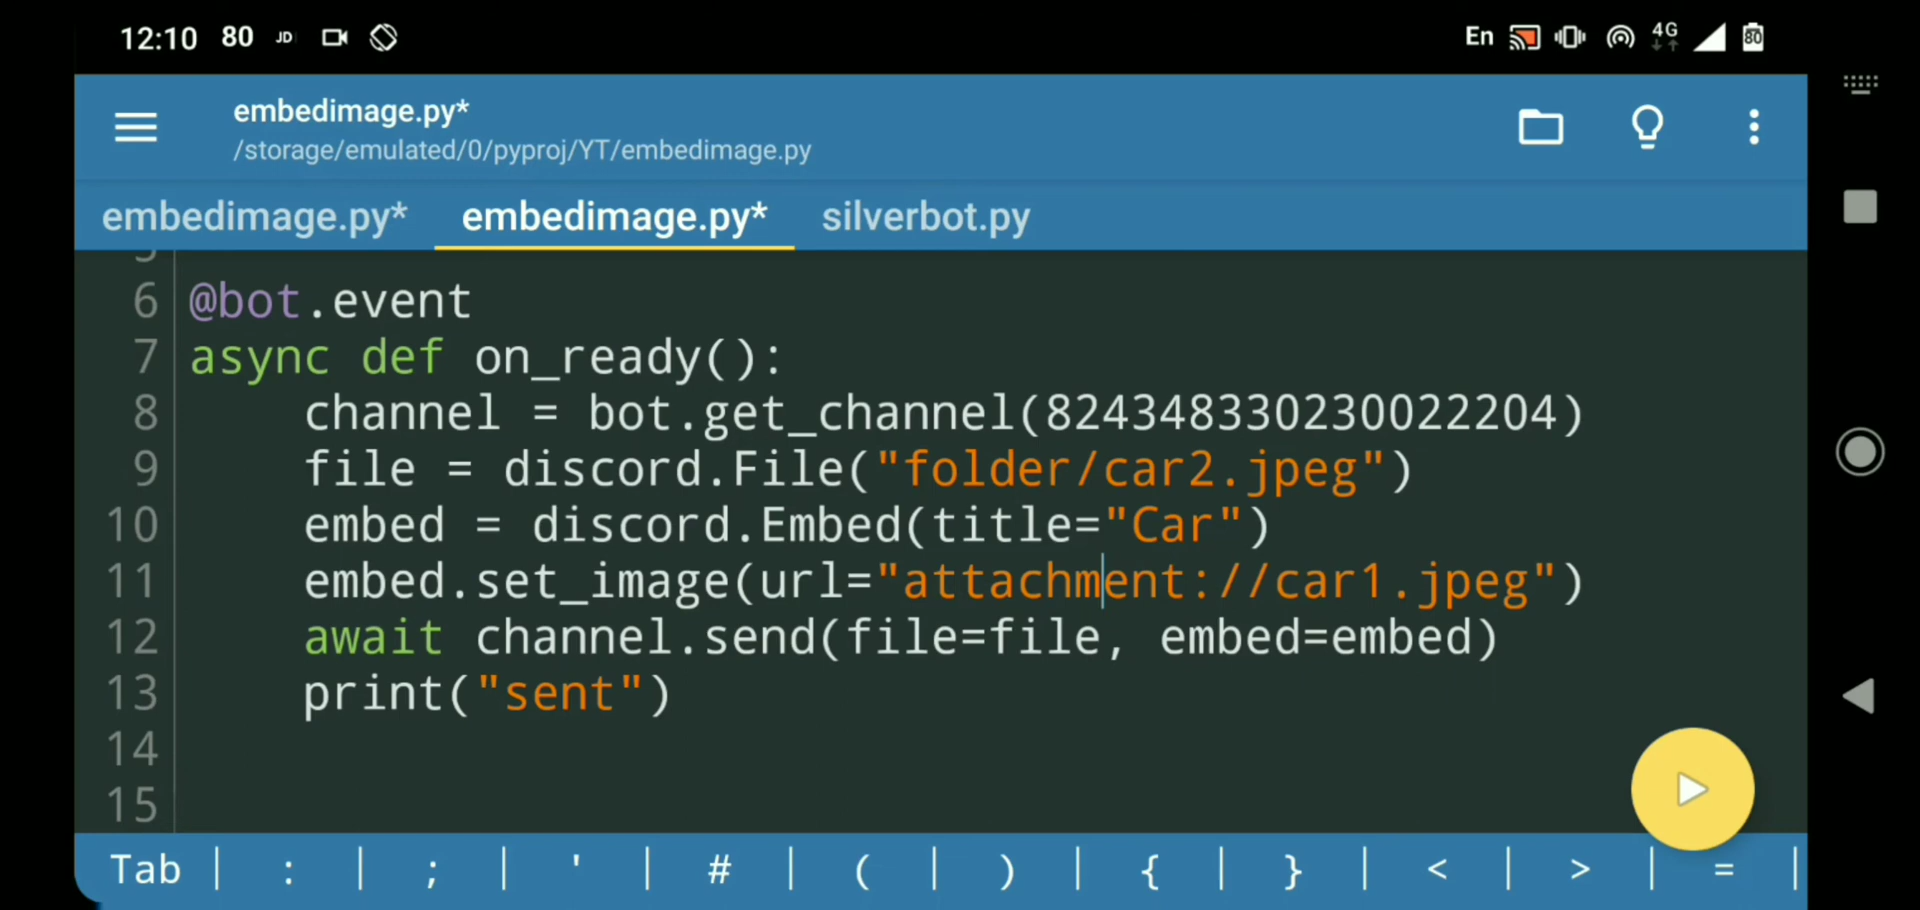 12:10 80 JD En 4G 80
embedimage.py*
/storage/emulated/0/pyproj/YT/embedimage.py
embedimage.py* embedimage.py* silverbot.py
5
6 @bot.event
7 async def on_ready():
8 channel = bot.get_channel(824348330230022204)
9 file = discord.File("folder/car2.jpeg")
10 embed = discord.Embed(title="Car")
11 embed.set_image(url="attachment://car1.jpeg")
12 await channel.send(file=file, embed=embed)
13 print("sent")
14
15
Tab | : | ; | ' | # | ( | ) | { | } | < | > | = |